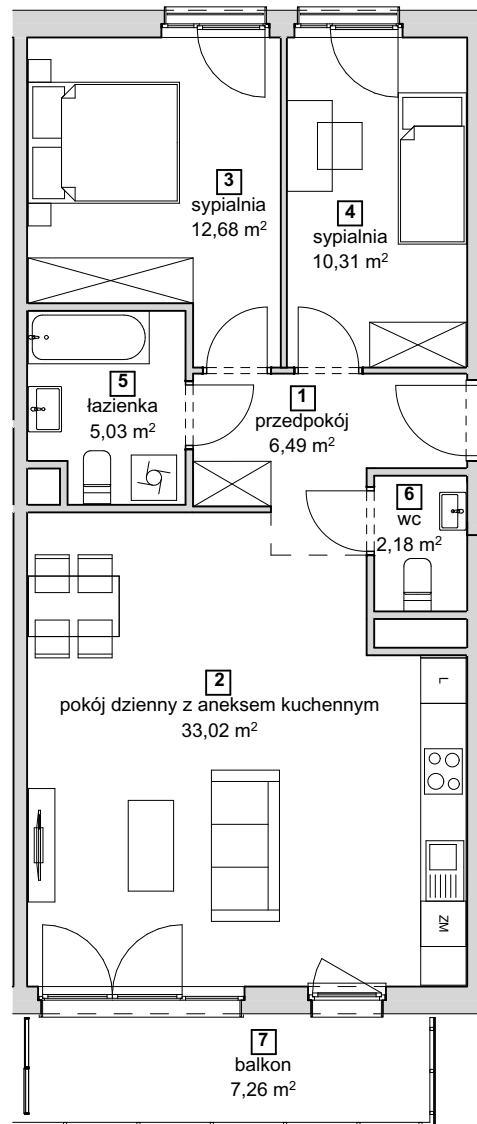 3
sypialnia
12,68 m²
4
sypialnia
10,31 m²
5
łazienka
5,03 m²
1
przedpokój
6,49 m²
6
wc
2,18 m²
2
pokój dzienny z aneksem kuchennym
33,02 m²
L
ZM
7
balkon
7,26 m²